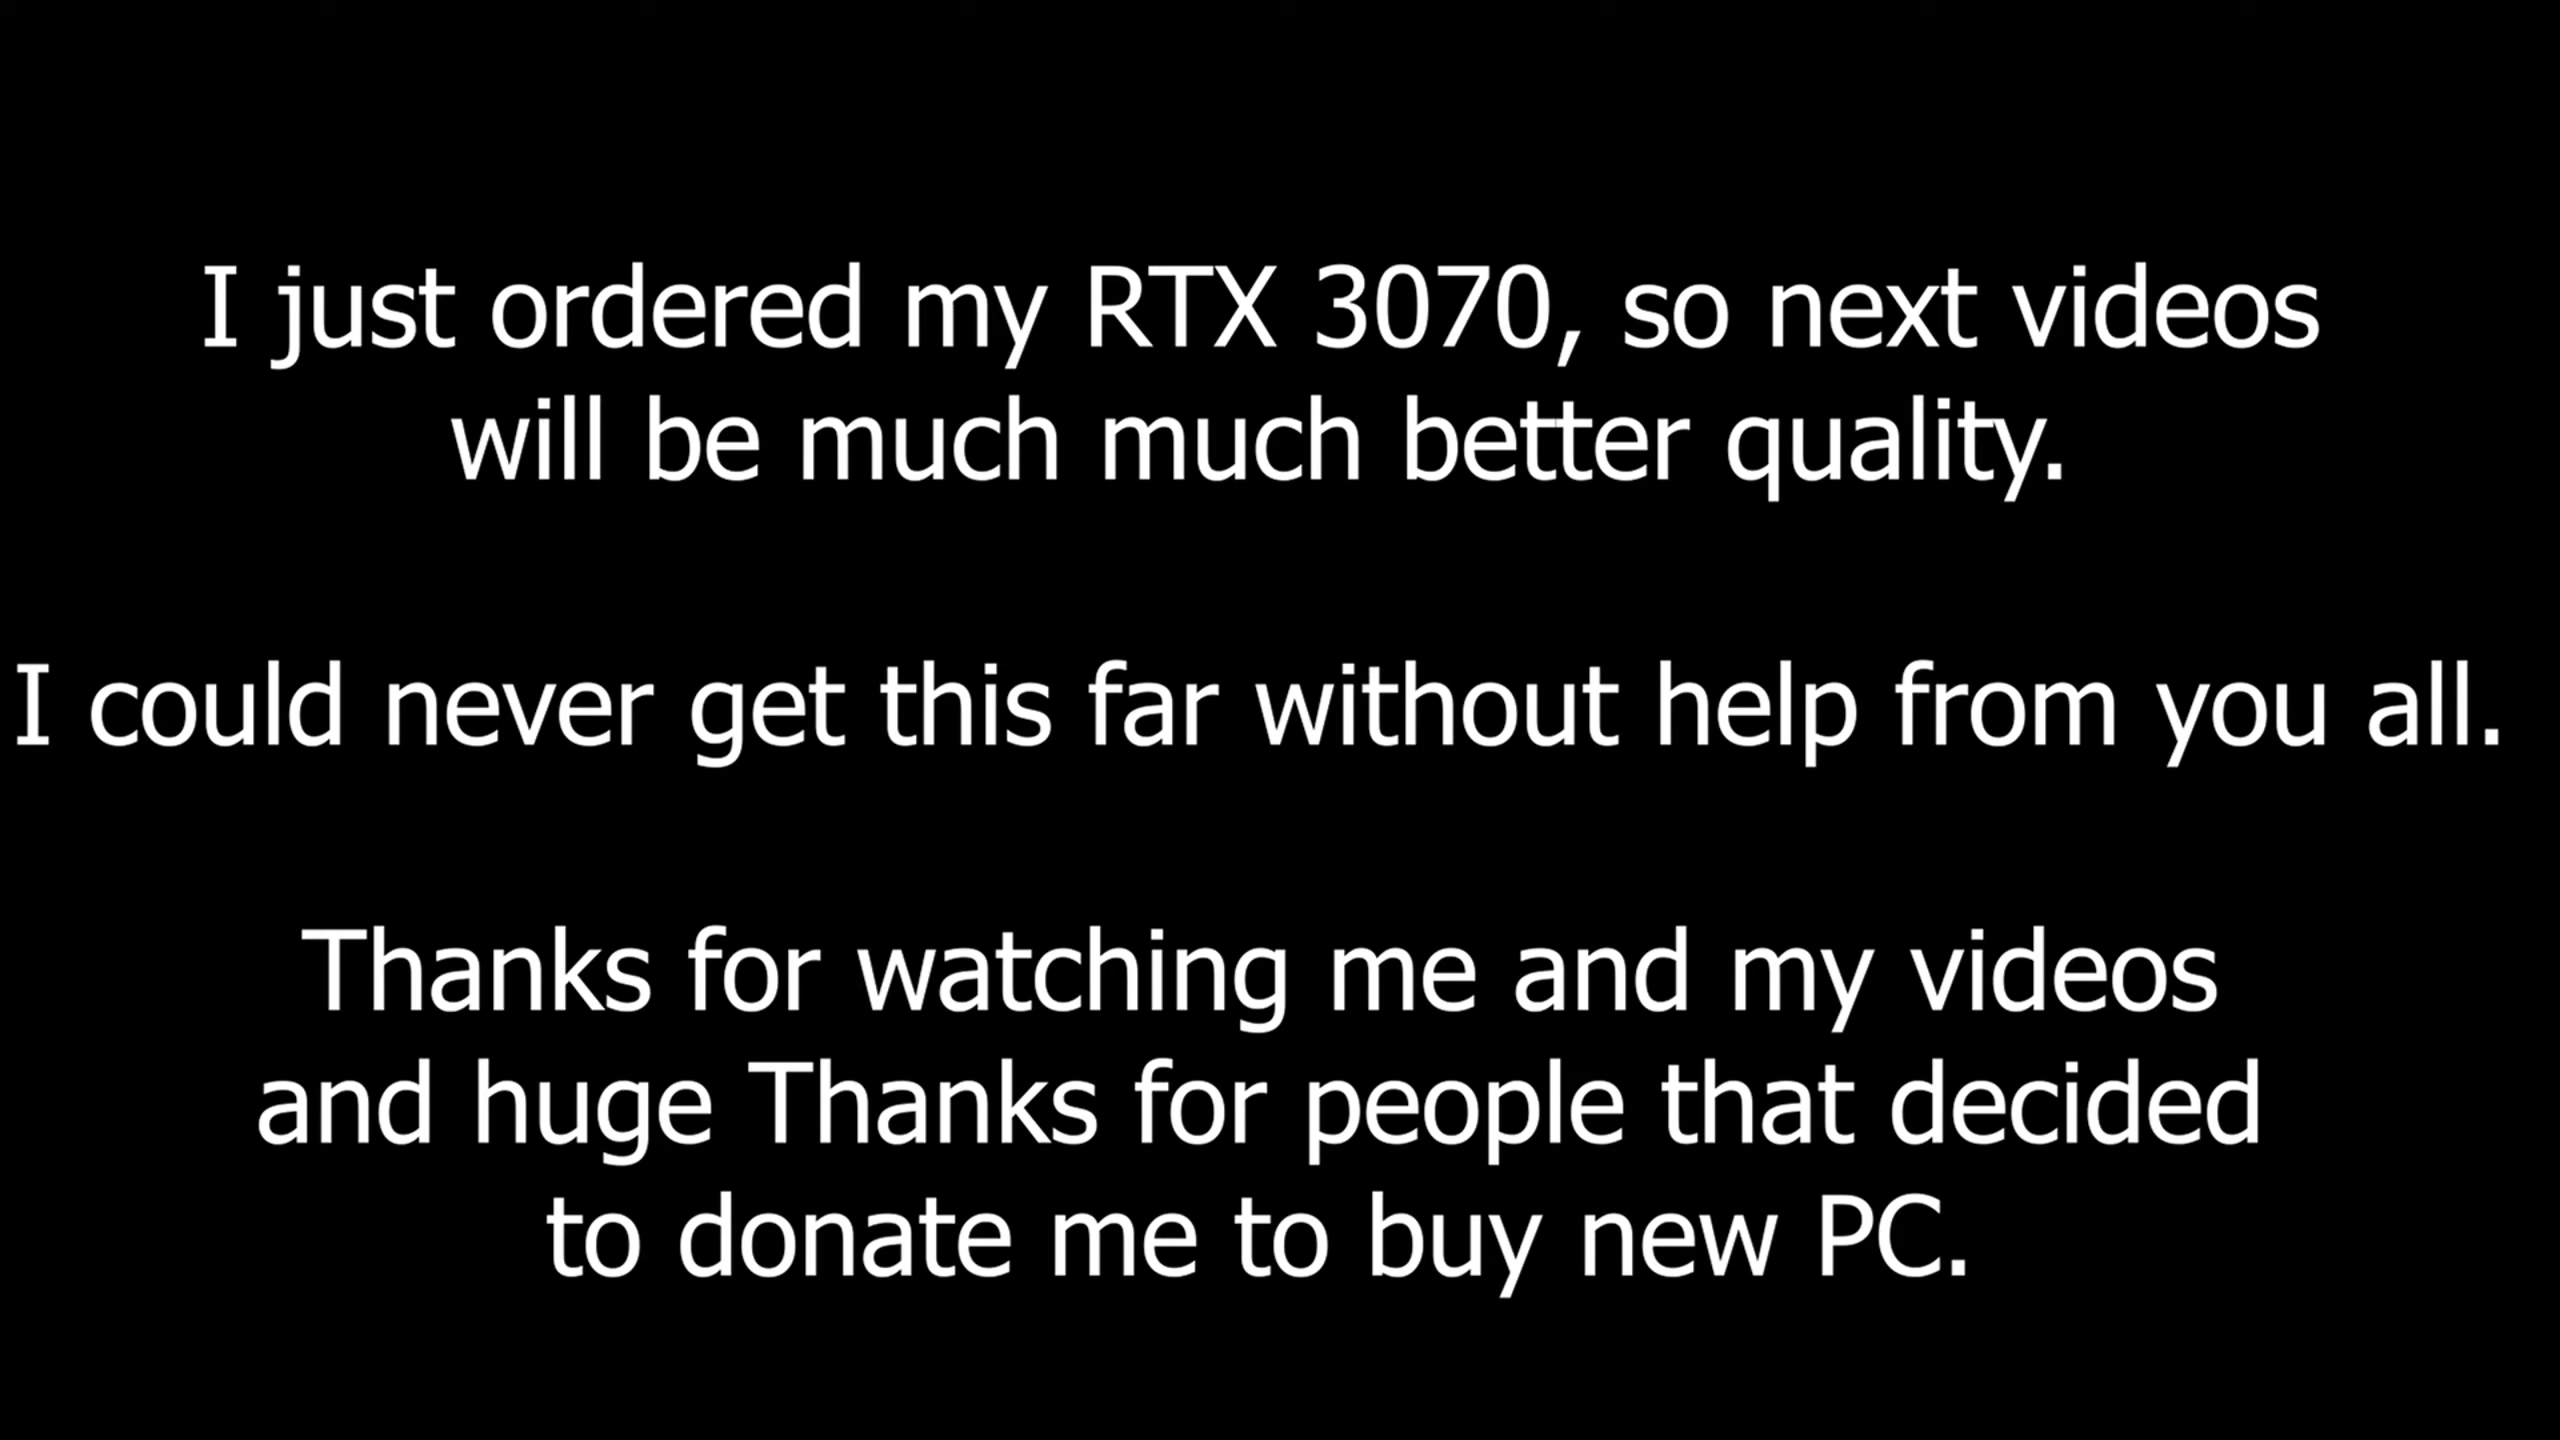 I just ordered my RTX 3070, so next videos
will be much much better quality.
I could never get this far without help from you all.
Thanks for watching me and my videos
and huge Thanks for people that decided
to donate me to buy new PC.